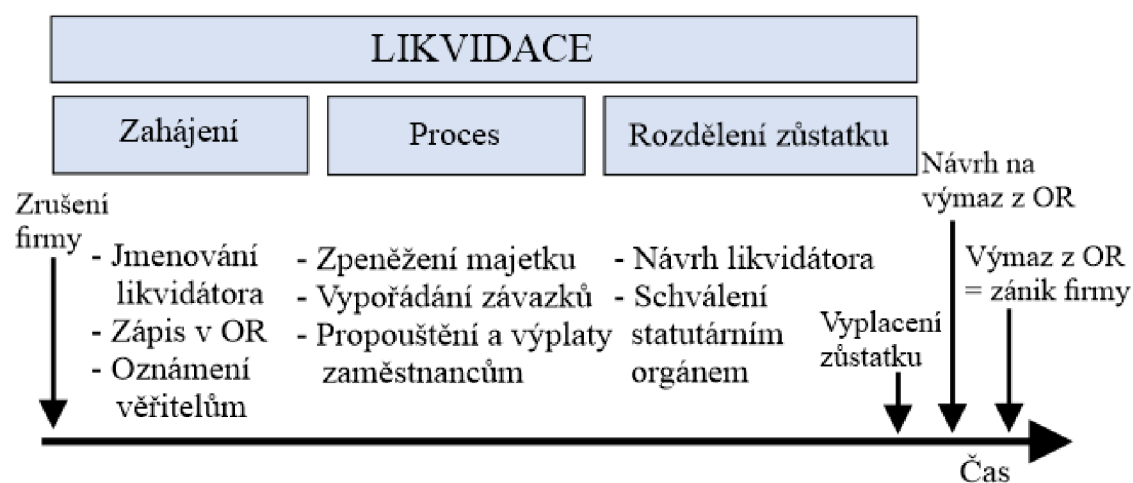 LIKVIDACE
Zahájení
Proces
Rozdělení zůstatku
Zrušení
firmy
- Jmenování
likvidátora
- Zápis v OR
- Oznámení
věřitelům
- Zpeněžení majetku
- Vypořádání závazků
- Propouštění a výplaty
zaměstnancům
- Návrh likvidátora
- Schválení
statutárním
orgánem
Vyplacení
zůstatku
Návrh na
výmaz z OR
Výmaz z OR
= zánik firmy
Čas